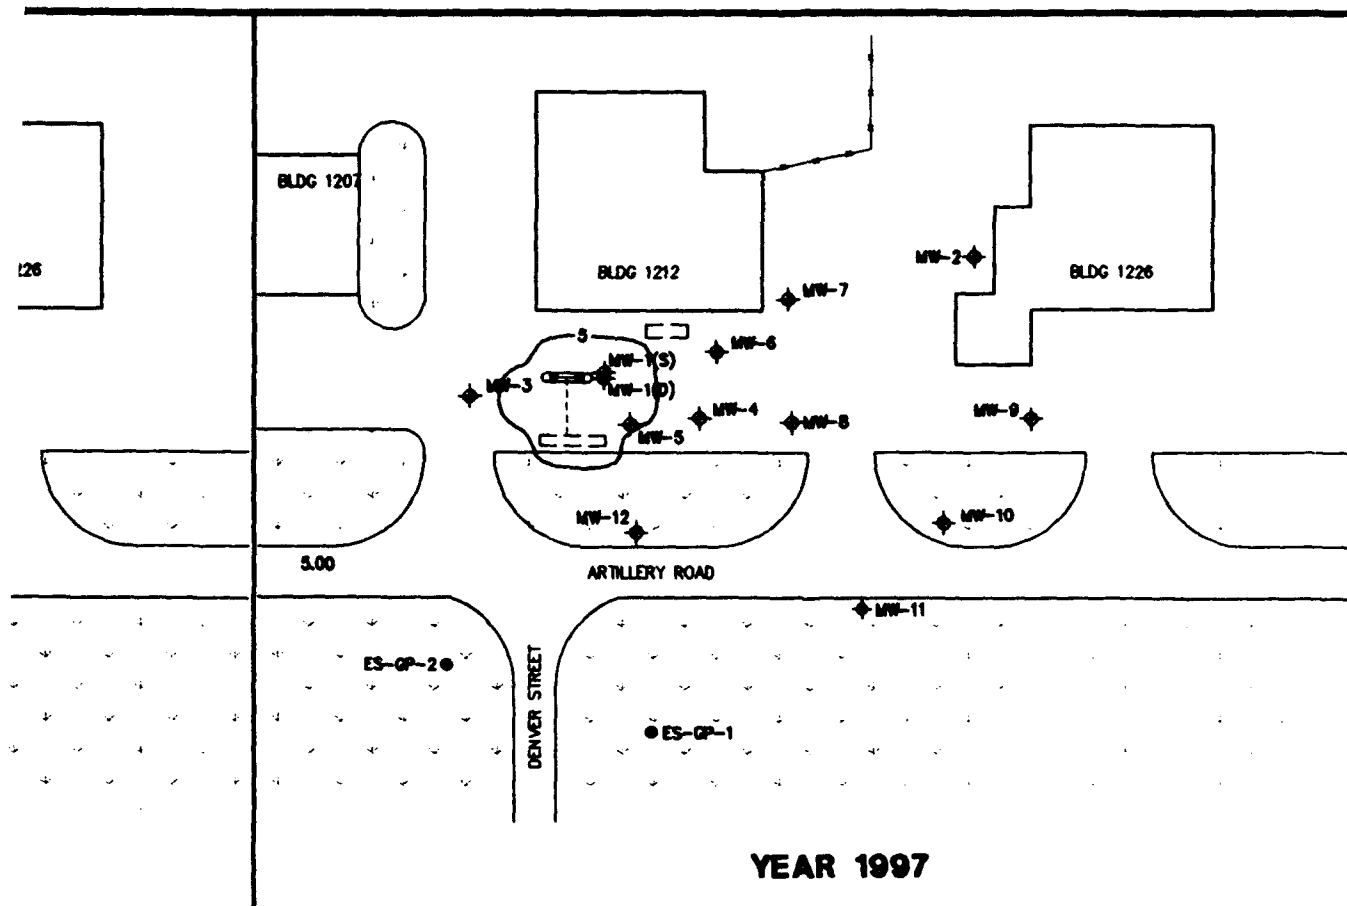 BLDG 1207
BLDG 1212
BLDG 1226
226
MW-2
MW-7
5
MW-6
MW-1(S)
MW-1(D)
MW-3
MW-4
MW-5
MW-8
MW-9
MW-12
MW-10
5.00
ARTILLERY ROAD
MW-11
ES-GP-2
DENVER STREET
ES-GP-1
YEAR 1997